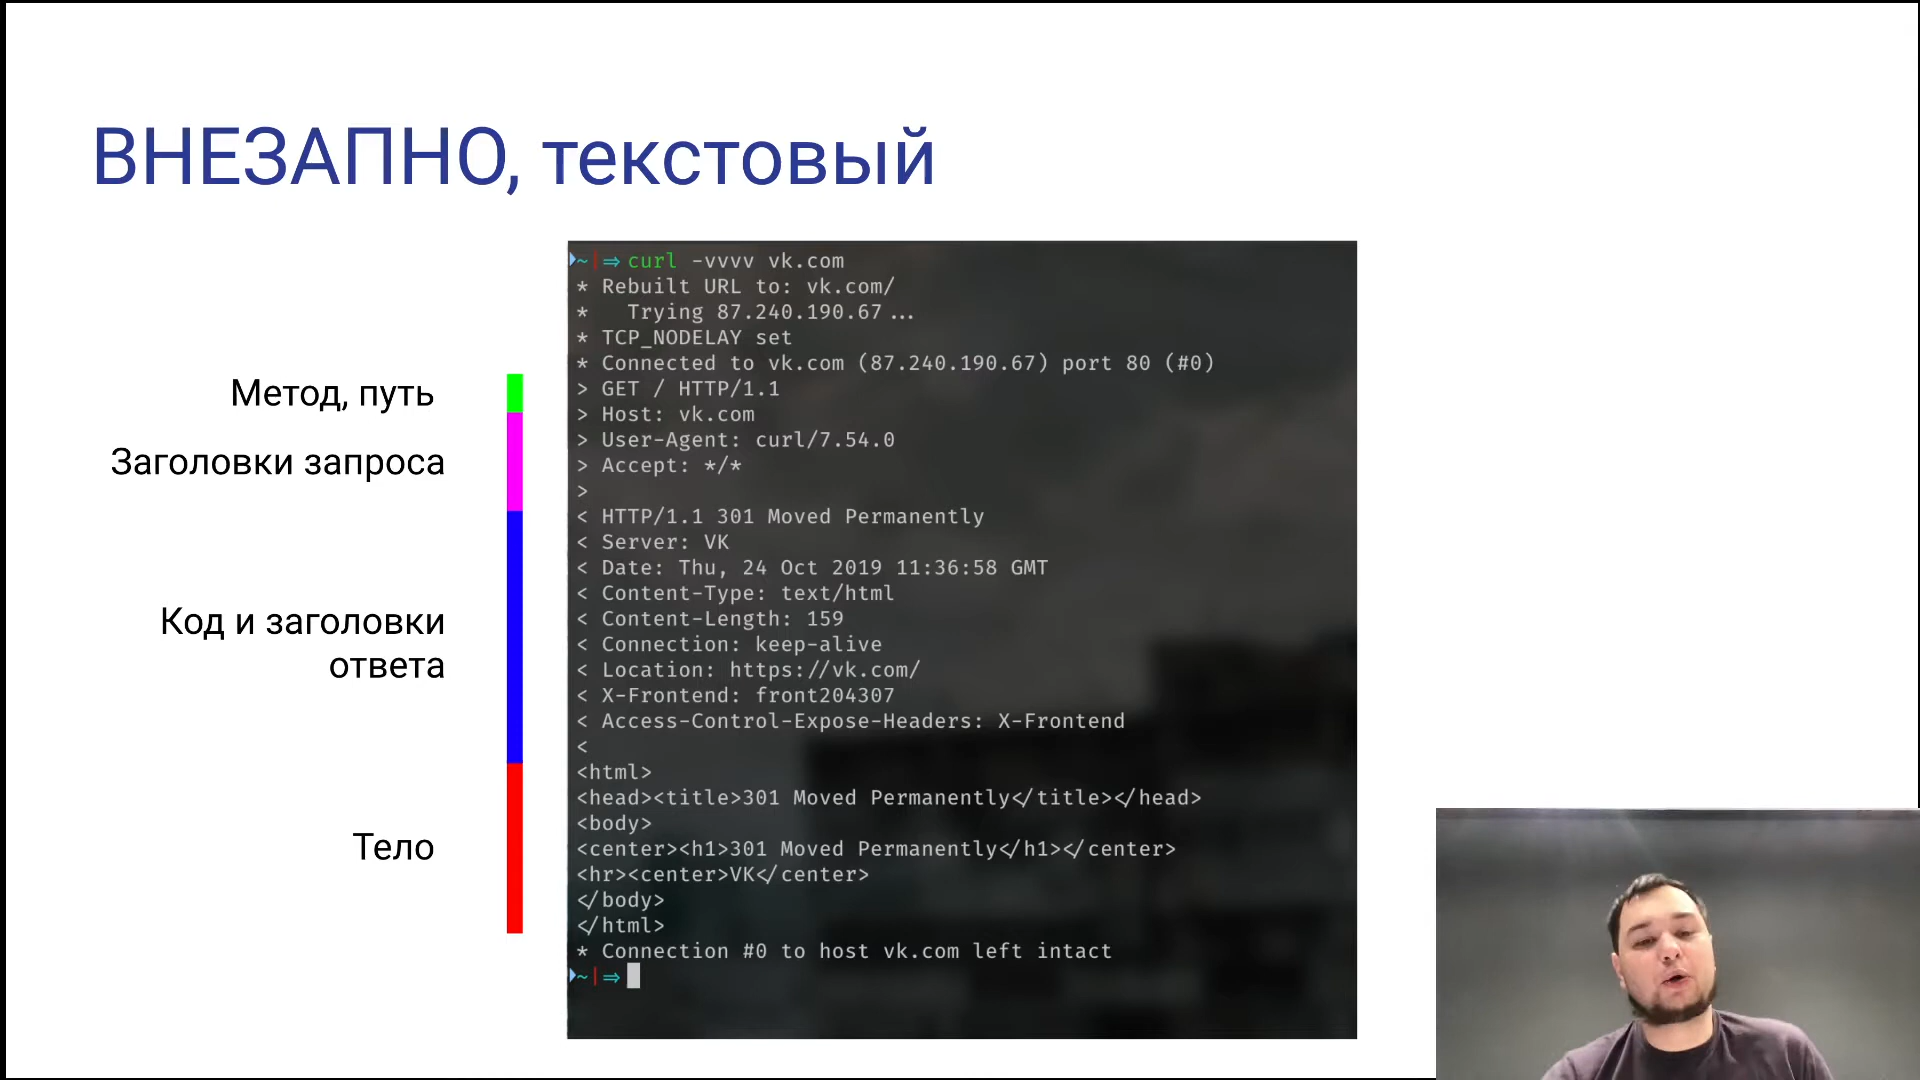 ВНЕЗАПНО, текстовый
Метод, путь
Заголовки запроса
Код и заголовки
ответа
Тело
~|⇒ curl -vvvv vk.com
* Rebuilt URL to: vk.com/
*   Trying 87.240.190.67...
* TCP_NODELAY set
* Connected to vk.com (87.240.190.67) port 80 (#0)
> GET / HTTP/1.1
> Host: vk.com
> User-Agent: curl/7.54.0
> Accept: */*
>
< HTTP/1.1 301 Moved Permanently
< Server: VK
< Date: Thu, 24 Oct 2019 11:36:58 GMT
< Content-Type: text/html
< Content-Length: 159
< Connection: keep-alive
< Location: https://vk.com/
< X-Frontend: front204307
< Access-Control-Expose-Headers: X-Frontend
<
<html>
<head><title>301 Moved Permanently</title></head>
<body>
<center><h1>301 Moved Permanently</h1></center>
<hr><center>VK</center>
</body>
</html>
* Connection #0 to host vk.com left intact
~|⇒